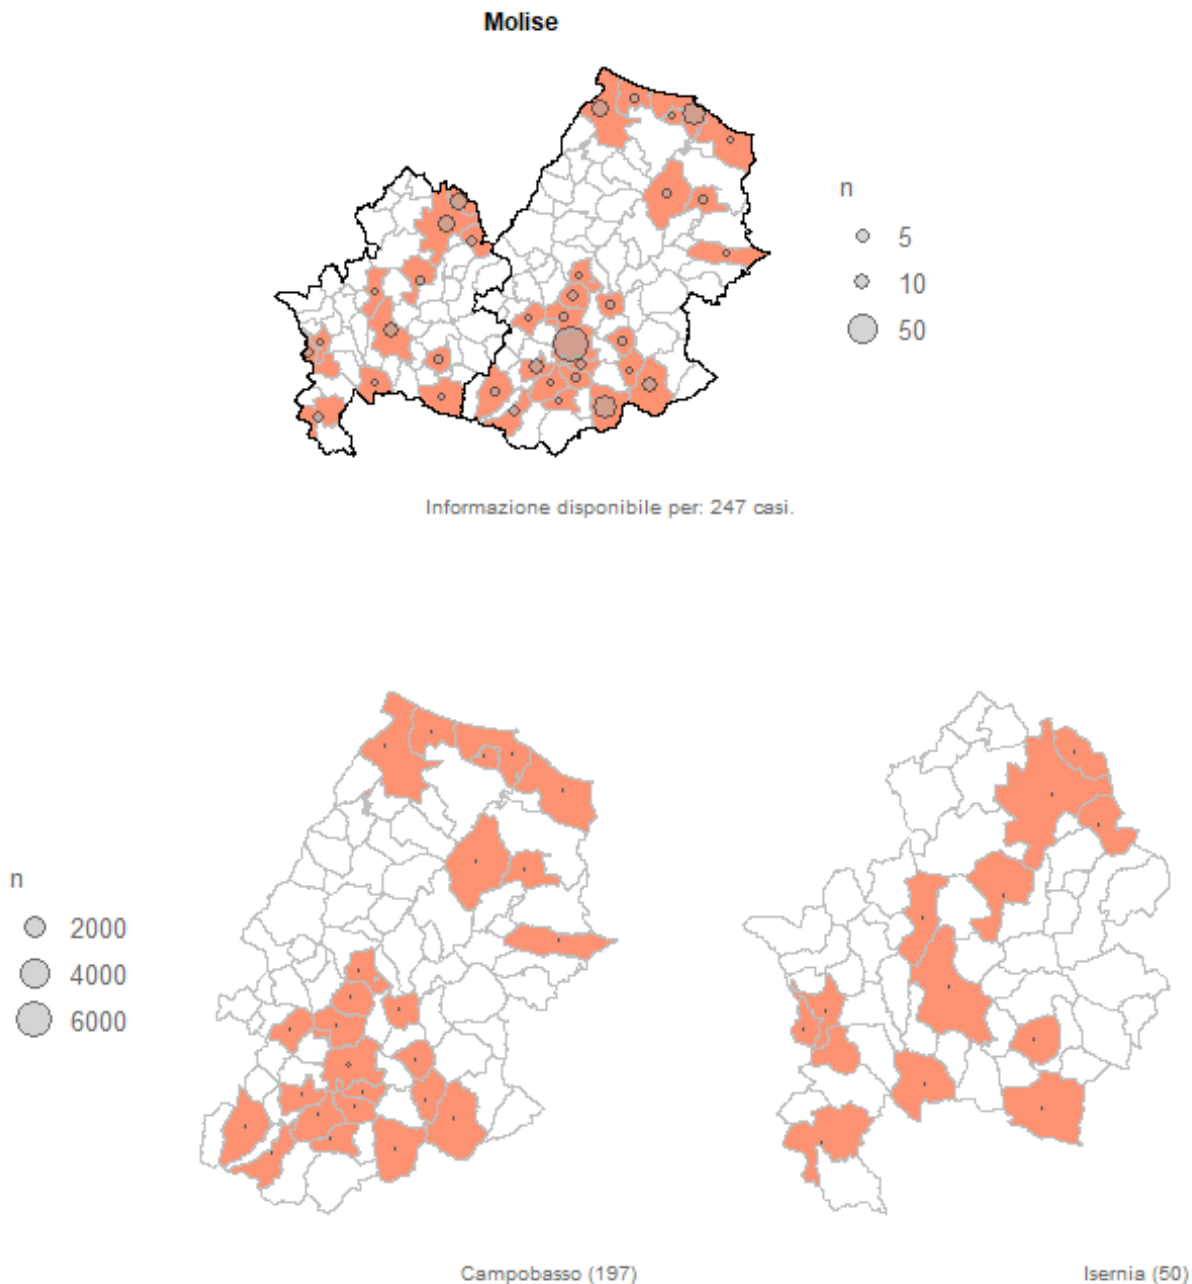 Molise
n
5
10
50
Informazione disponibile per: 247 casi.
n
2000
4000
6000
Campobasso (197)
Isernia (50)